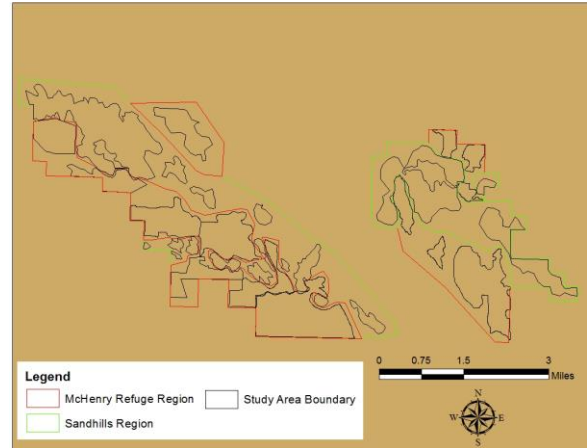 0 0.75 1.5 3
Miles
Legend
McHenry Refuge Region
Study Area Boundary
Sandhills Region
N
W E
S